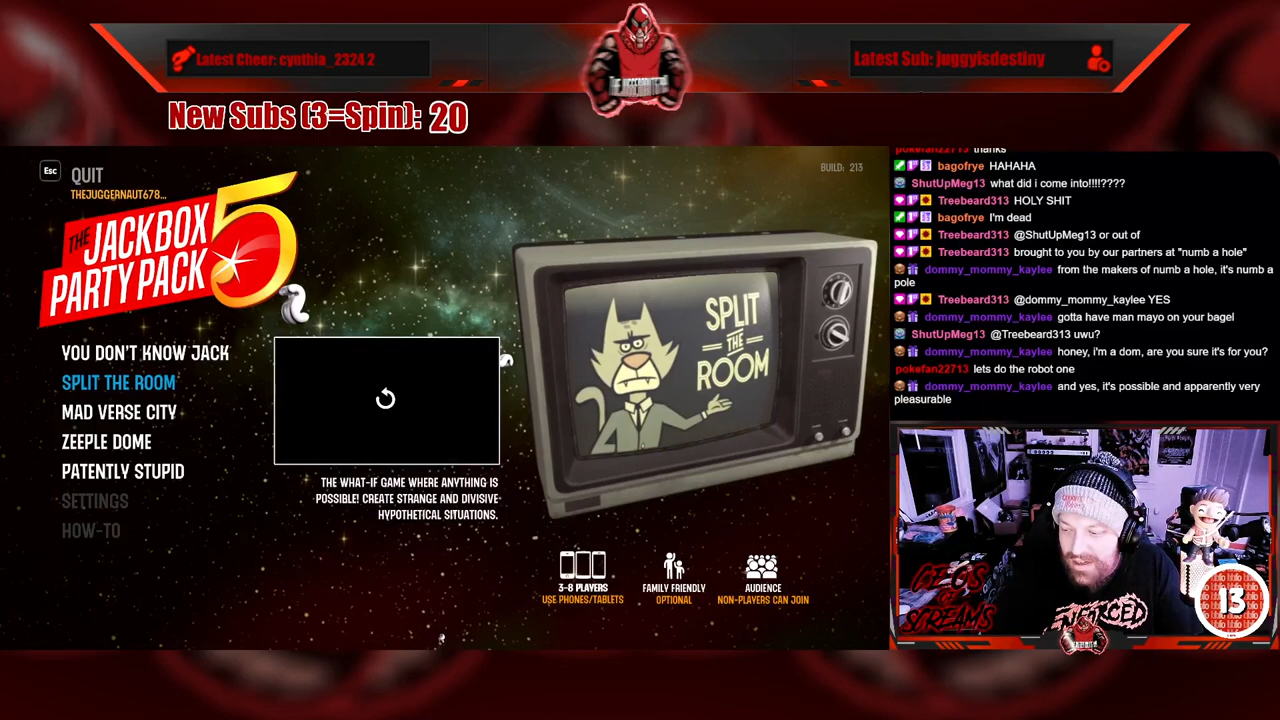 Latest Cheer: cynthia_2324 2
Latest Sub: juggyisdestiny
New Subs (3=Spin): 20
Esc QUIT
THEJUGGERNAUT678...
BUILD: 213
THE JACKBOX
PARTY PACK 5
YOU DON'T KNOW JACK
SPLIT THE ROOM
MAD VERSE CITY
ZEEPLE DOME
PATENTLY STUPID
SETTINGS
HOW-TO
THE WHAT-IF GAME WHERE ANYTHING IS
POSSIBLE! CREATE STRANGE AND DIVISIVE
HYPOTHETICAL SITUATIONS.
SPLIT
THE
ROOM
3-8 PLAYERS
USE PHONES/TABLETS
FAMILY FRIENDLY
OPTIONAL
AUDIENCE
NON-PLAYERS CAN JOIN
pokefan22713 thanks
bagofrye HAHAHA
ShutUpMeg13 what did i come into!!!!????
Treebeard313 HOLY SHIT
bagofrye I'm dead
Treebeard313 @ShutUpMeg13 or out of
Treebeard313 brought to you by our partners at "numb a hole"
dommy_mommy_kaylee from the makers of numb a hole, it's numb a
pole
Treebeard313 @dommy_mommy_kaylee YES
dommy_mommy_kaylee gotta have man mayo on your bagel
ShutUpMeg13 @Treebeard313 uwu?
dommy_mommy_kaylee honey, i'm a dom, are you sure it's for you?
pokefan22713 lets do the robot one
dommy_mommy_kaylee and yes, it's possible and apparently very
pleasurable
SCREAMS
ENFORCED
13